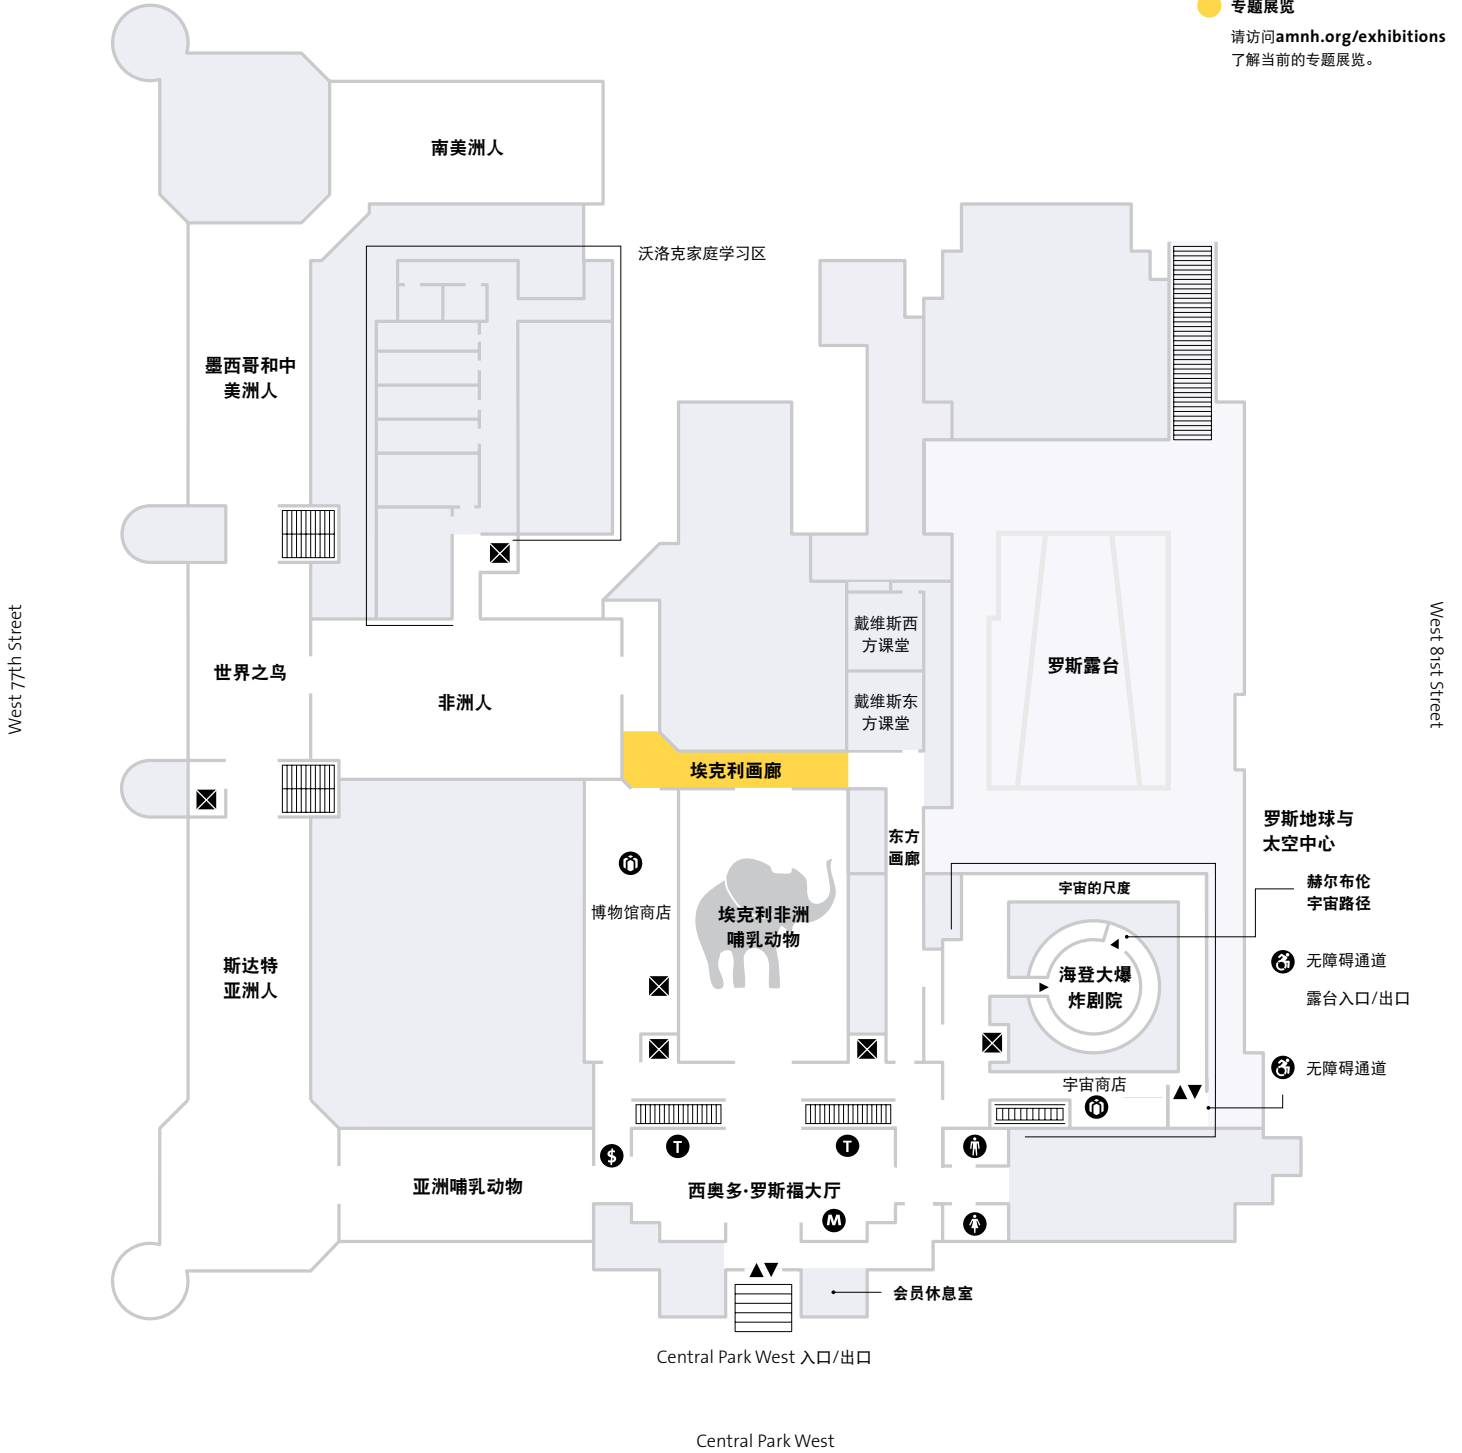 专题展览
请访问amnh.org/exhibitions
了解当前的专题展览。
南美洲人
沃洛克家庭学习区
墨西哥和中
美洲人
West 77th Street
West 81st Street
世界之鸟
非洲人
戴维斯西
方课堂
戴维斯东
方课堂
罗斯露台
埃克利画廊
东方
画廊
罗斯地球与
太空中心
宇宙的尺度
赫尔布伦
宇宙路径
博物馆商店
埃克利非洲
哺乳动物
斯达特
亚洲人
海登大爆
炸剧院
无障碍通道
露台入口/出口
无障碍通道
宇宙商店
$
T
T
亚洲哺乳动物
西奥多·罗斯福大厅
M
会员休息室
Central Park West 入口/出口
Central Park West